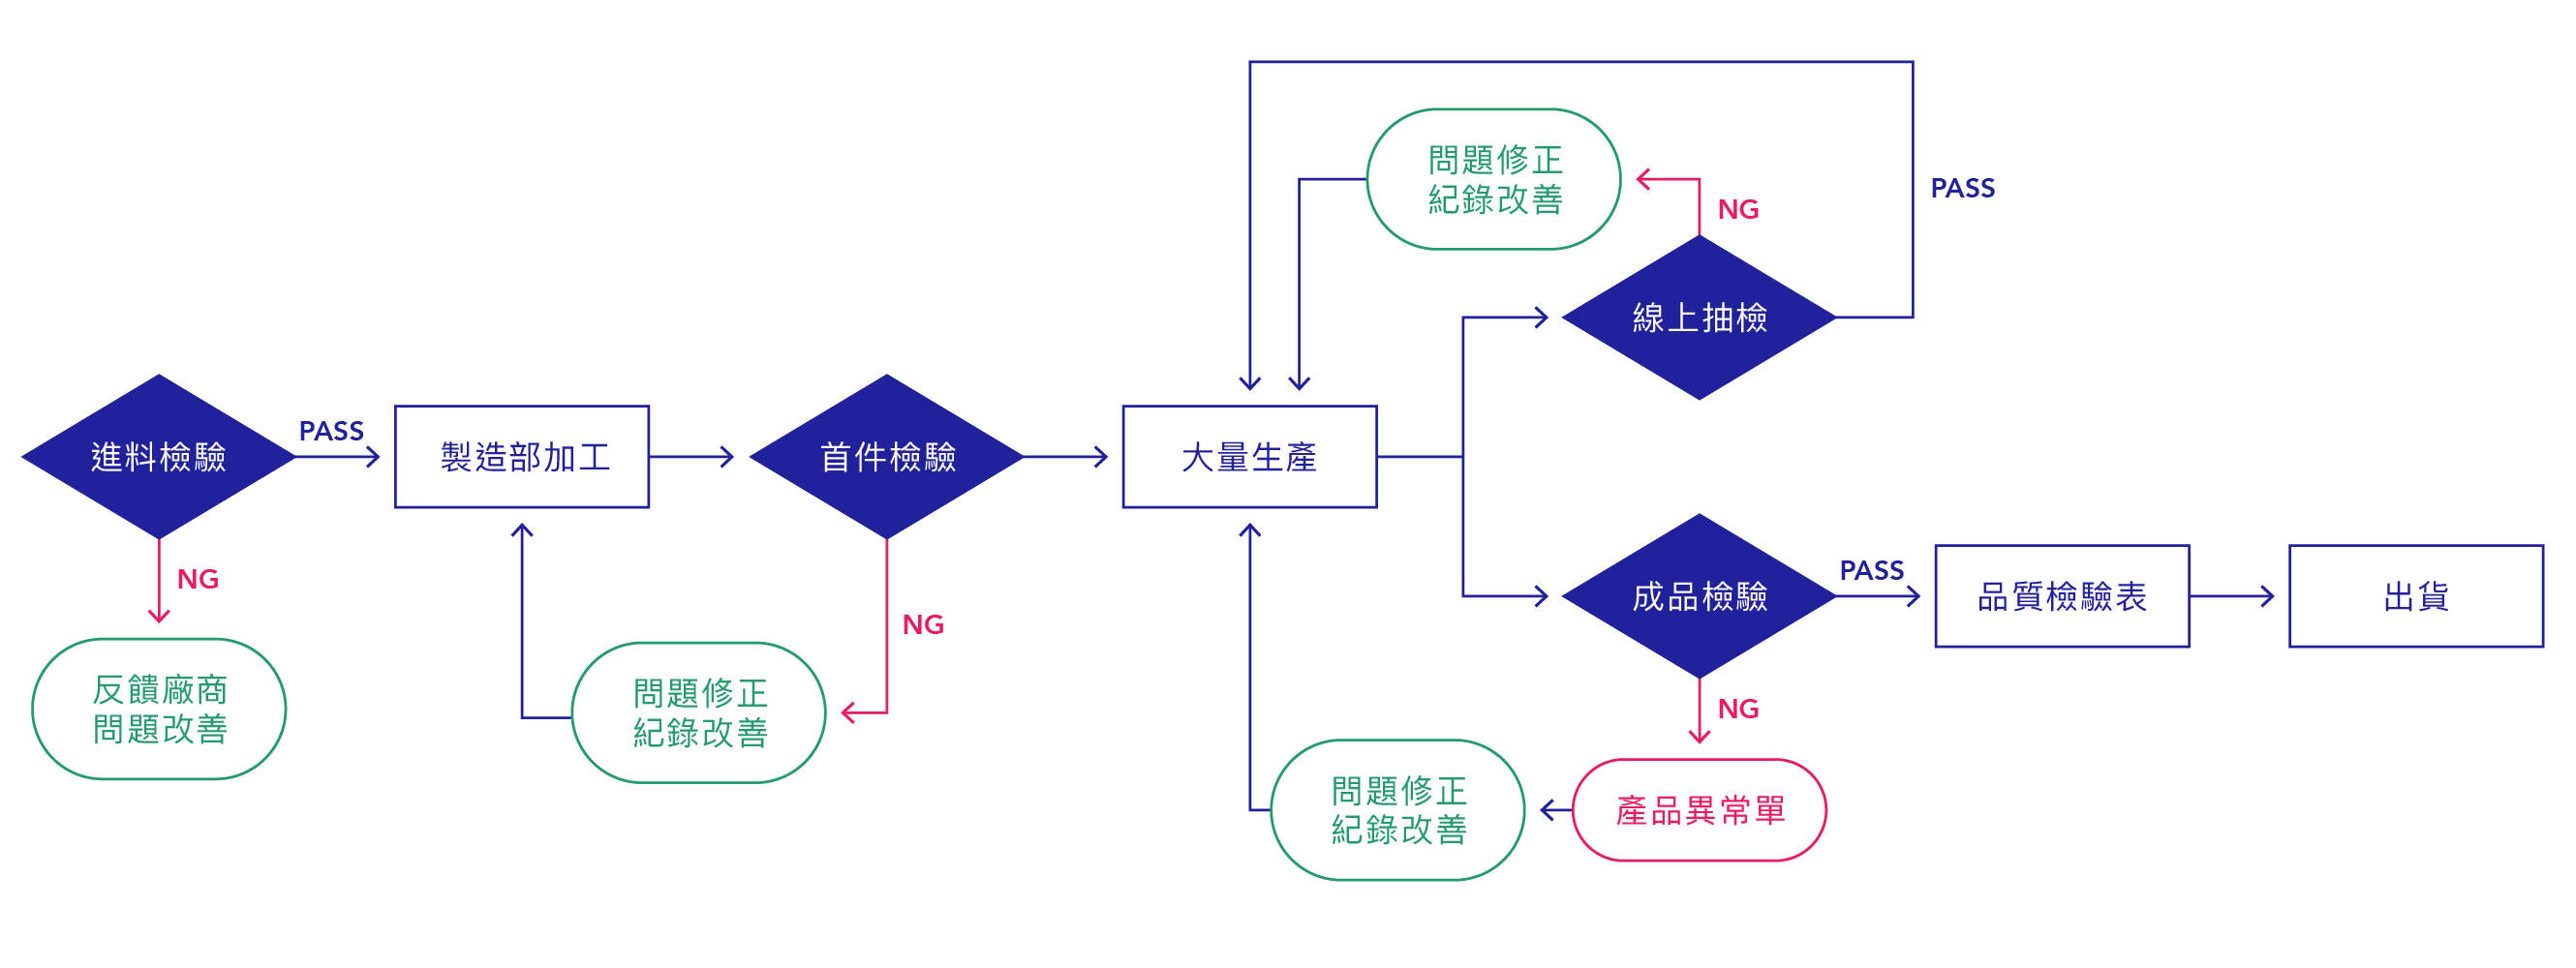 進料檢驗
PASS
NG
反饋廠商
問題改善
製造部加工
首件檢驗
NG
問題修正
紀錄改善
大量生產
線上抽檢
PASS
NG
問題修正
紀錄改善
成品檢驗
PASS
NG
產品異常單
問題修正
紀錄改善
品質檢驗表
出貨